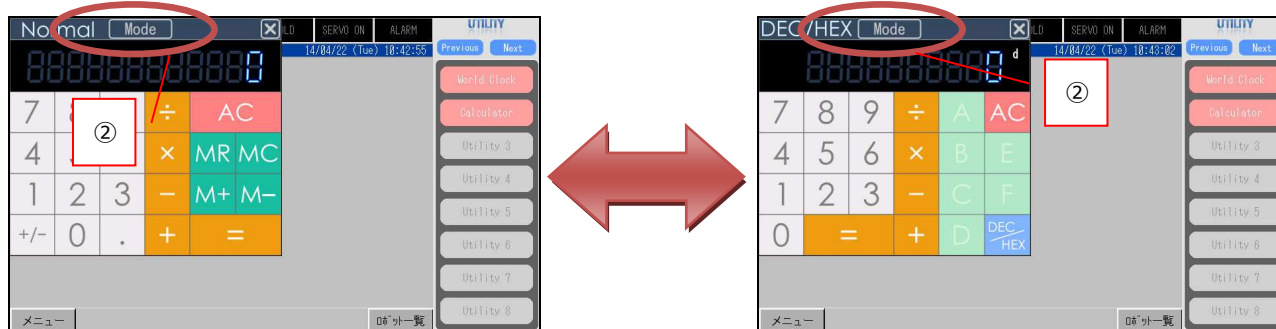 Normal Mode
LD SERVO ON ALARM
UTILITY
14/04/22 (Tue) 10:42:55
Previous Next
0
World Clock
Calculator
Utility 3
Utility 4
Utility 5
Utility 6
Utility 7
Utility 8
7 ÷ AC
②
4 × MR MC
1 2 3 − M+ M−
+/− 0 . + =
メニュー
ロボット一覧
DEC/HEX Mode
LD SERVO ON ALARM
UTILITY
14/04/22 (Tue) 10:43:02
Previous Next
0 d
②
World Clock
Calculator
Utility 3
Utility 4
Utility 5
Utility 6
Utility 7
Utility 8
7 8 9 ÷ A AC
4 5 6 × B E
1 2 3 − C F
0 = + D DEC/HEX
メニュー
ロボット一覧